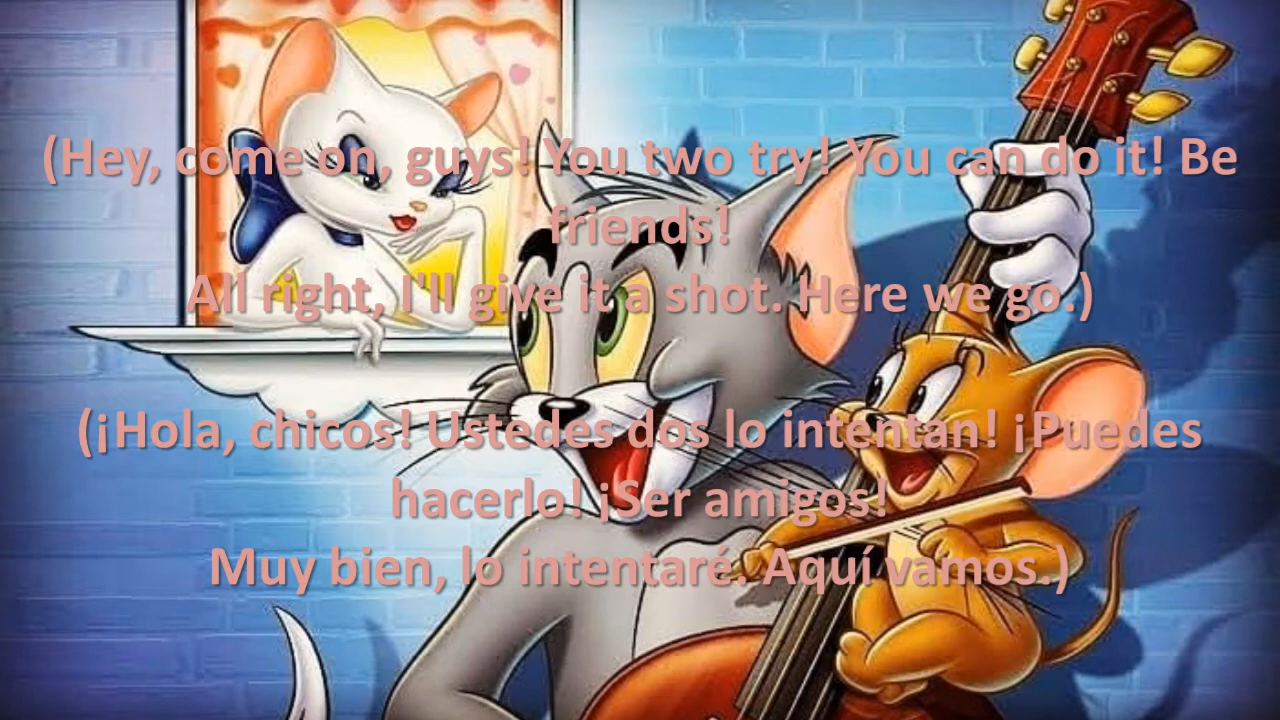 (Hey, come on, guys! You two try! You can do it! Be
friends!
All right, I'll give it a shot. Here we go.)
(¡Hola, chicos! Ustedes dos lo intentan! ¡Puedes
hacerlo! ¡Ser amigos!
Muy bien, lo intentaré. Aquí vamos.)